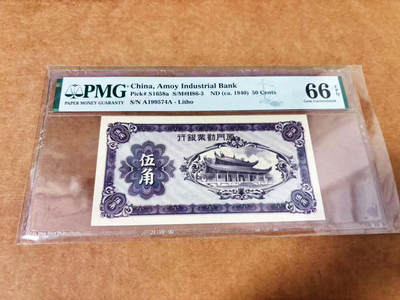 PMG
PAPER MONEY GUARANTY
China, Amoy Industrial Bank
Pick# S1658a S/M#H86-3 ND (ca. 1940) 50 Cents
S/N A199574A - Litho
66 EPQ
Gem Uncirculated
行銀業勸門厦
伍角